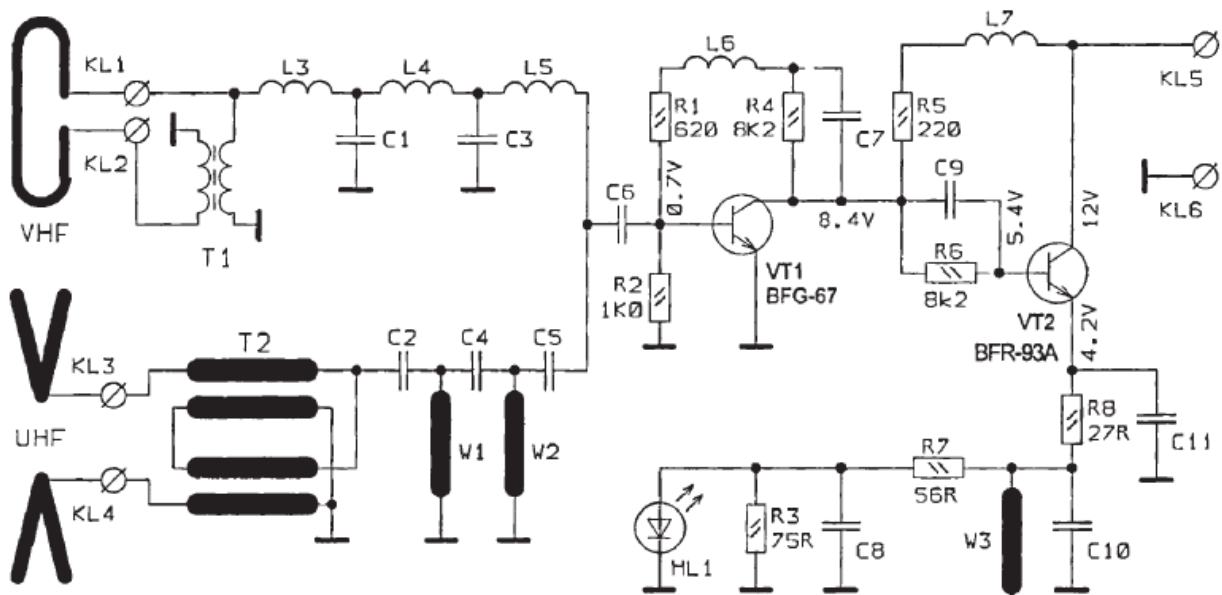 KL1
KL2
VHF
T1
L3
L4
L5
C1
C3
C6
L6
R1
620
R4
8K2
C7
0.7V
R2
1K0
VT1
BFG-67
8.4V
L7
R5
220
C9
R6
8k2
5.4V
12V
KL5
KL6
VT2
BFR-93A
4.2V
KL3
UHF
KL4
T2
C2
C4
C5
W1
W2
R8
27R
C11
R7
56R
R3
75R
C8
W3
C10
HL1